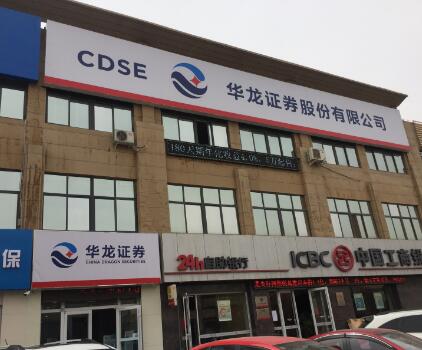 CDSE 华龙证券股份有限公司
保
华龙证券
CHINA DRAGON SECURITIES
24h自助银行
ICBC 中国工商银